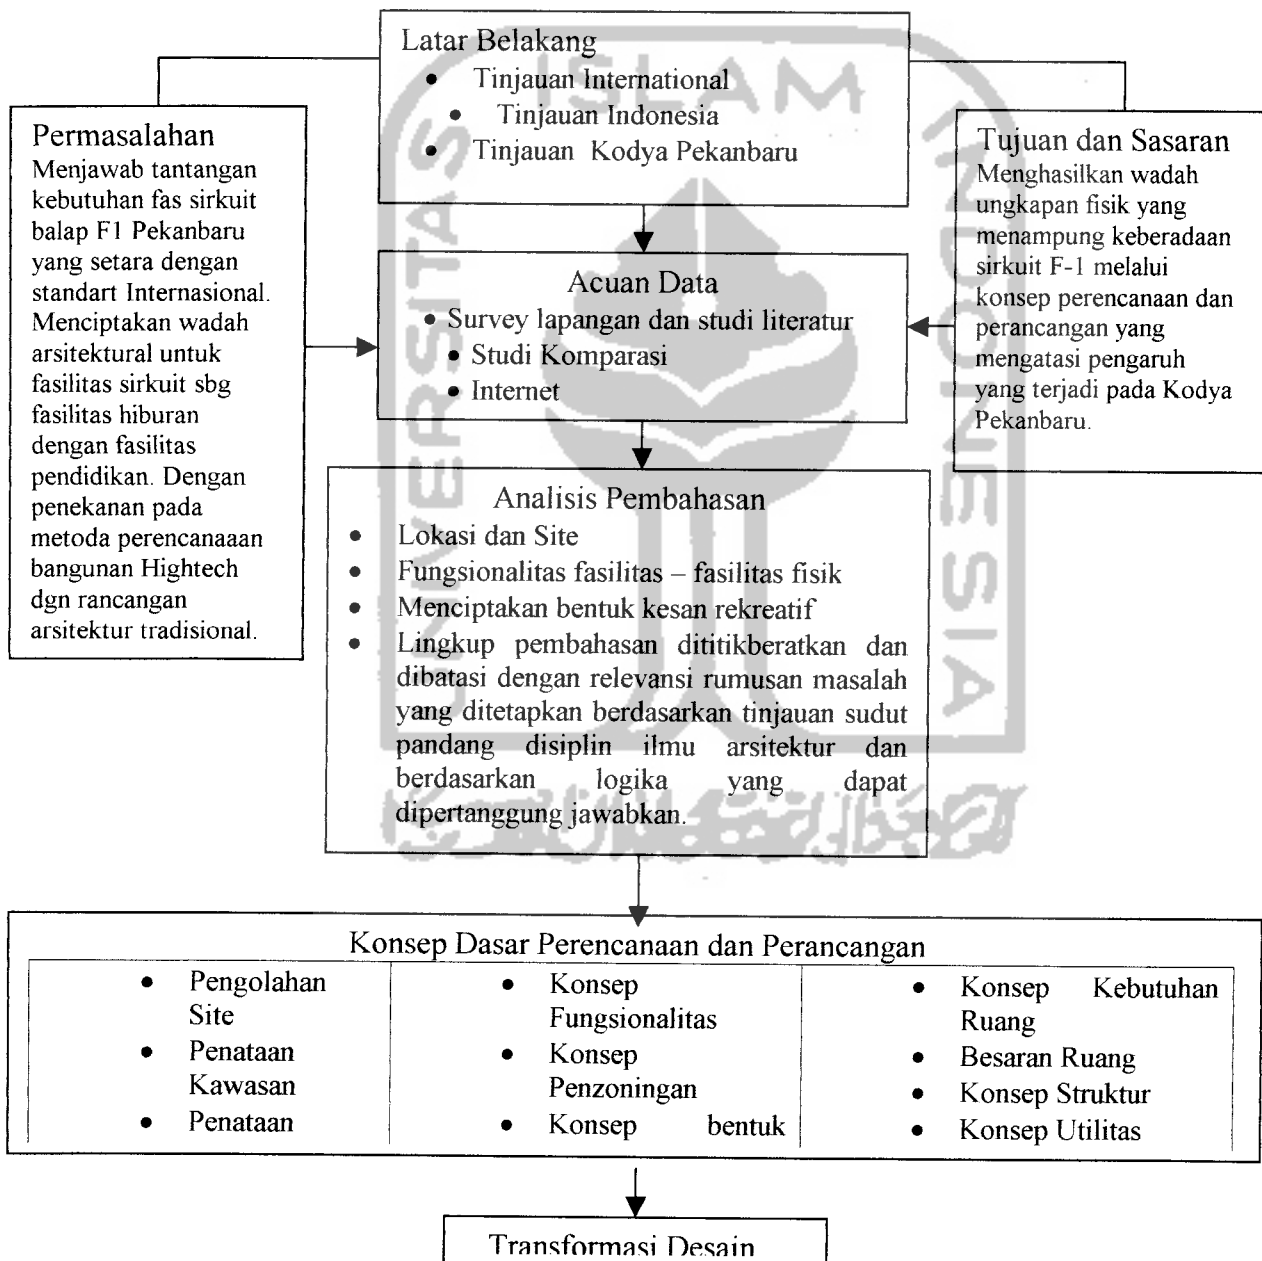 Latar Belakang
• Tinjauan International
• Tinjauan Indonesia
• Tinjauan Kodya Pekanbaru
Permasalahan
Menjawab tantangan
kebutuhan fas sirkuit
balap F1 Pekanbaru
yang setara dengan
standart Internasional.
Menciptakan wadah
arsitektural untuk
fasilitas sirkuit sbg
fasilitas hiburan
dengan fasilitas
pendidikan. Dengan
penekanan pada
metoda perencanaaan
bangunan Hightech
dgn rancangan
arsitektur tradisional.
Tujuan dan Sasaran
Menghasilkan wadah
ungkapan fisik yang
menampung keberadaan
sirkuit F-1 melalui
konsep perencanaan dan
perancangan yang
mengatasi pengaruh
yang terjadi pada Kodya
Pekanbaru.
Acuan Data
• Survey lapangan dan studi literatur
• Studi Komparasi
• Internet
Analisis Pembahasan
• Lokasi dan Site
• Fungsionalitas fasilitas – fasilitas fisik
• Menciptakan bentuk kesan rekreatif
• Lingkup pembahasan dititikberatkan dan
dibatasi dengan relevansi rumusan masalah
yang ditetapkan berdasarkan tinjauan sudut
pandang disiplin ilmu arsitektur dan
berdasarkan logika yang dapat
dipertanggung jawabkan.
Konsep Dasar Perencanaan dan Perancangan
• Pengolahan
Site
• Penataan
Kawasan
• Penataan
• Konsep
Fungsionalitas
• Konsep
Penzoningan
• Konsep bentuk
• Konsep Kebutuhan
Ruang
• Besaran Ruang
• Konsep Struktur
• Konsep Utilitas
Transformasi Desain
UNIVERSITAS
ISLAM
INDONESIA